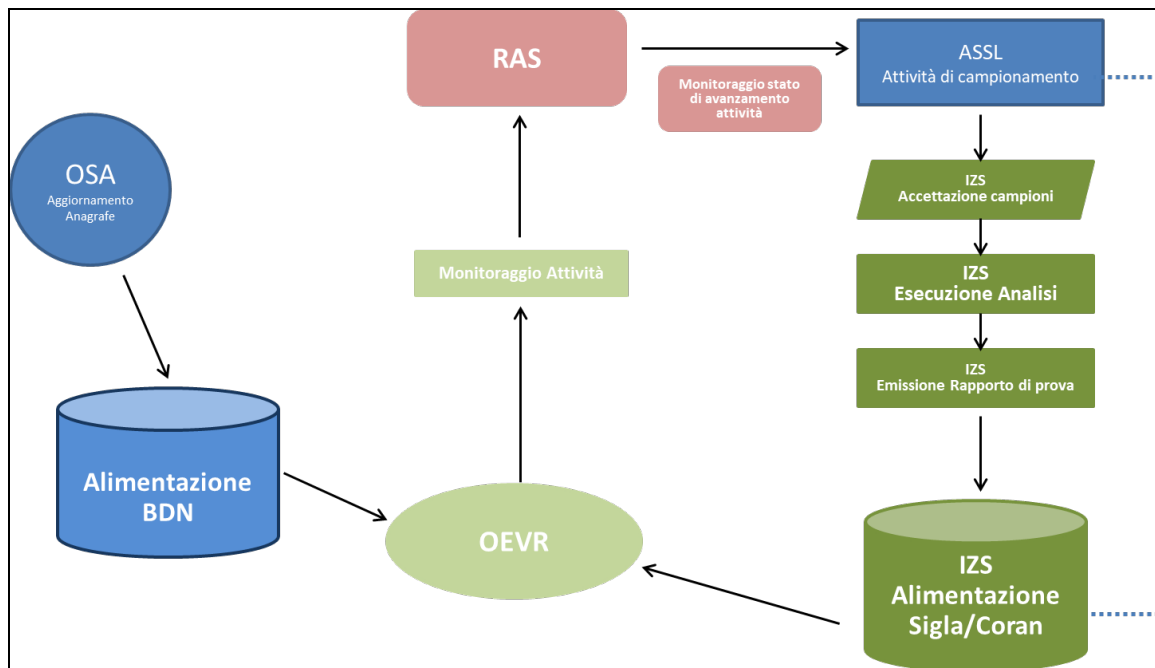 RAS
Monitoraggio stato
di avanzamento
attività
ASSL
Attività di campionamento
OSA
Aggiornamento
Anagrafe
IZS
Accettazione campioni
Monitoraggio Attività
IZS
Esecuzione Analisi
IZS
Emissione Rapporto di prova
Alimentazione
BDN
OEVR
IZS
Alimentazione
Sigla/Coran